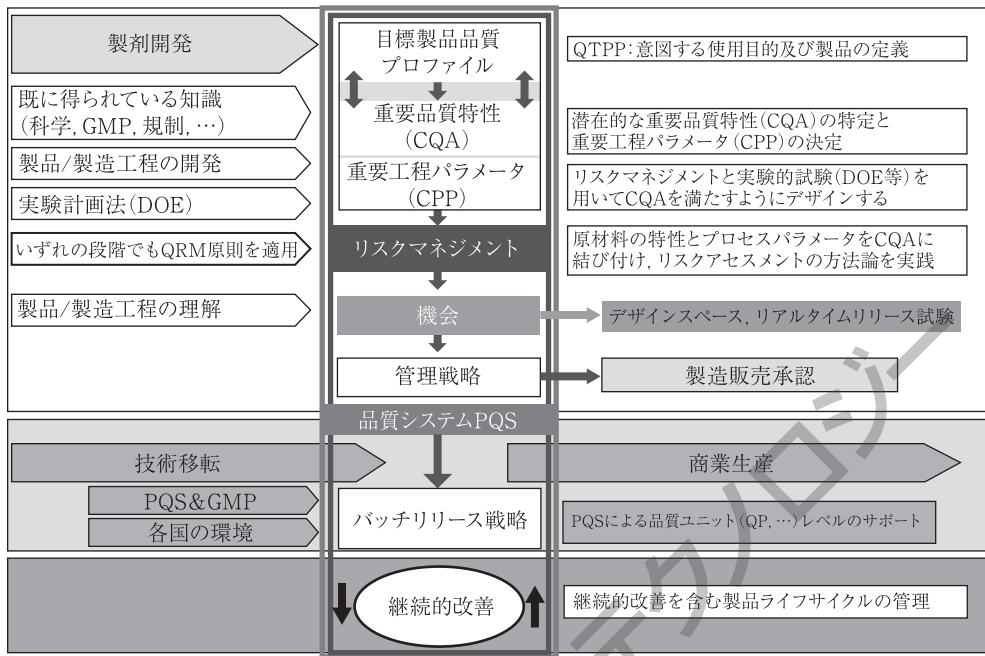 製剤開発
既に得られている知識
(科学, GMP, 規制, …)
製品/製造工程の開発
実験計画法(DOE)
いずれの段階でもQRM原則を適用
製品/製造工程の理解
目標製品品質
プロファイル
重要品質特性
(CQA)
重要工程パラメータ
(CPP)
リスクマネジメント
機会
管理戦略
品質システムPQS
QTPP:意図する使用目的及び製品の定義
潜在的な重要品質特性(CQA)の特定と
重要工程パラメータ(CPP)の決定
リスクマネジメントと実験的試験(DOE等)を
用いてCQAを満たすようにデザインする
原材料の特性とプロセスパラメータをCQAに
結び付け, リスクアセスメントの方法論を実践
デザインスペース, リアルタイムリリース試験
製造販売承認
技術移転
PQS&GMP
各国の環境
バッチリリース戦略
商業生産
PQSによる品質ユニット(QP, …)レベルのサポート
継続的改善
継続的改善を含む製品ライフサイクルの管理
テクノロジー